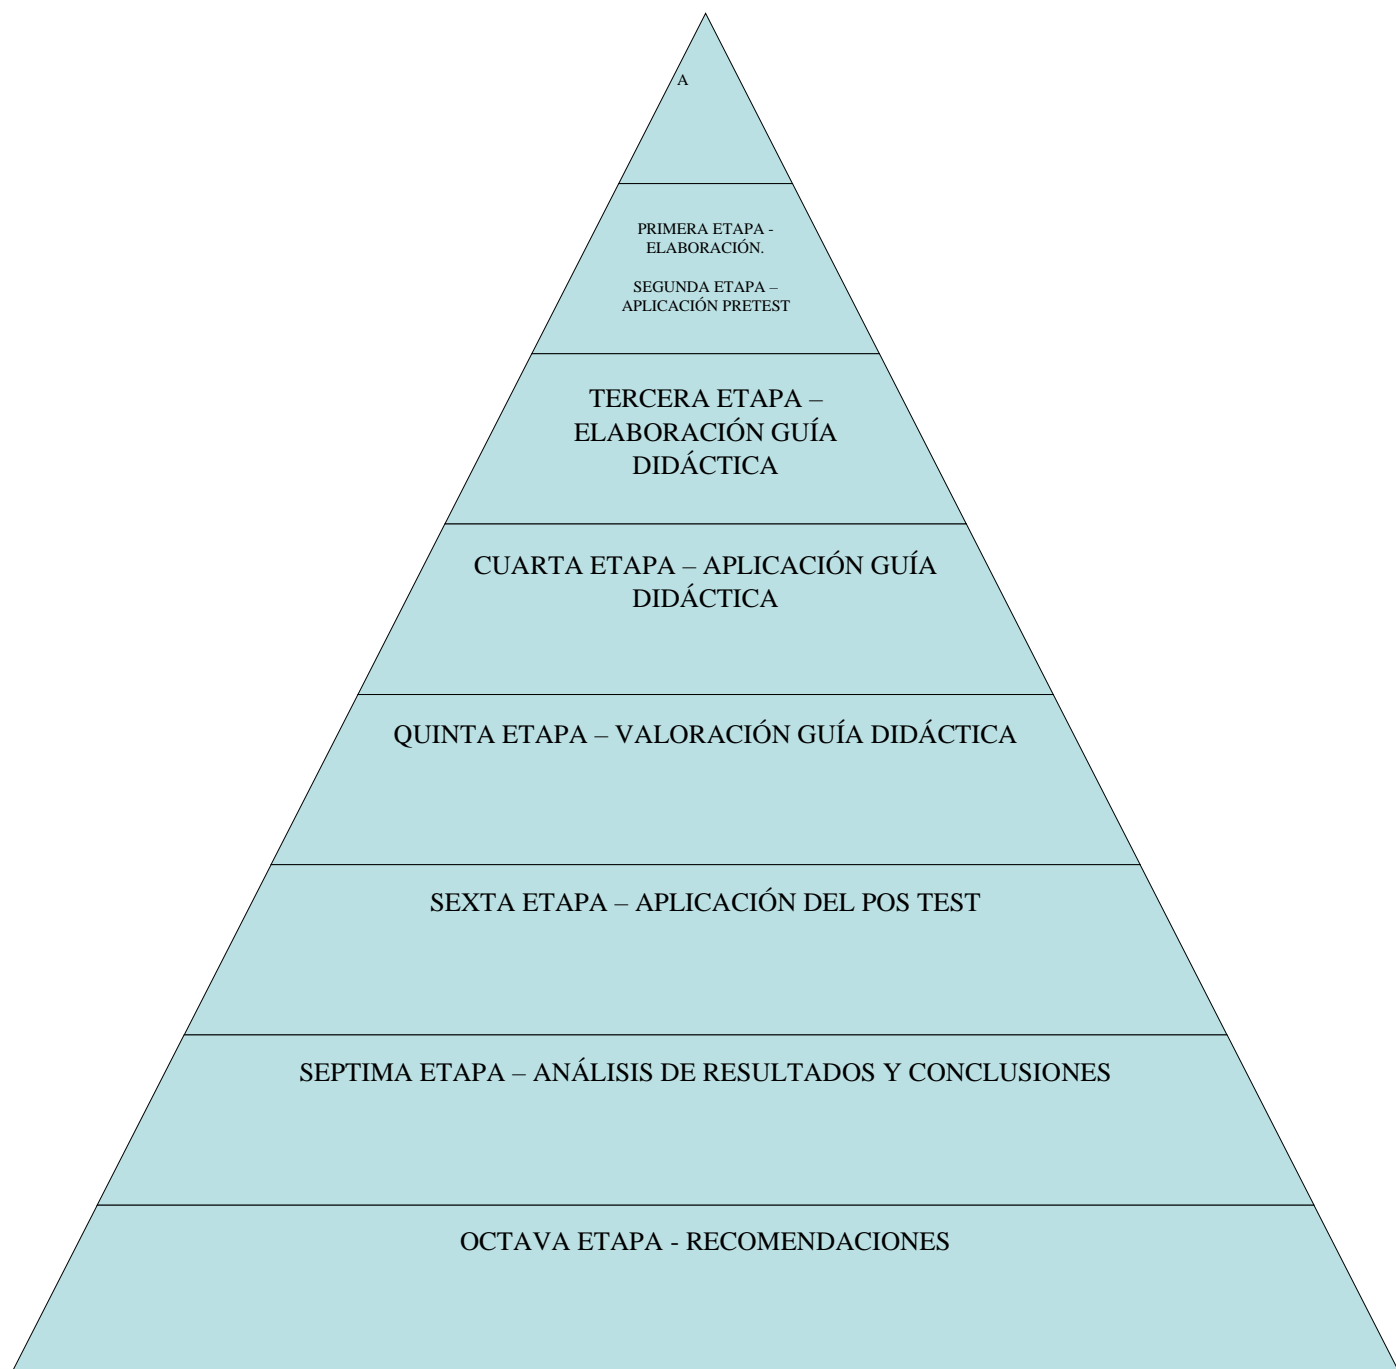 A
PRIMERA ETAPA -
ELABORACIÓN.
SEGUNDA ETAPA –
APLICACIÓN PRETEST
TERCERA ETAPA –
ELABORACIÓN GUÍA
DIDÁCTICA
CUARTA ETAPA – APLICACIÓN GUÍA
DIDÁCTICA
QUINTA ETAPA – VALORACIÓN GUÍA DIDÁCTICA
SEXTA ETAPA – APLICACIÓN DEL POS TEST
SEPTIMA ETAPA – ANÁLISIS DE RESULTADOS Y CONCLUSIONES
OCTAVA ETAPA - RECOMENDACIONES